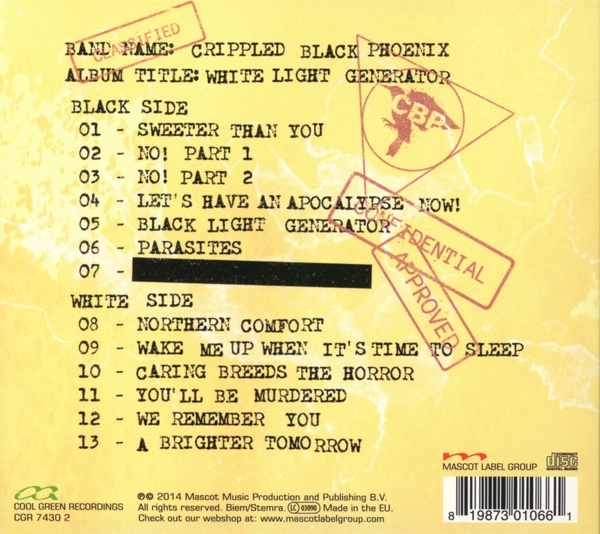 CLASSIFIED
BAND NAME: CRIPPLED BLACK PHOENIX
ALBUM TITLE: WHITE LIGHT GENERATOR
CBP
BLACK SIDE
01 - SWEETER THAN YOU
02 - NO! PART 1
03 - NO! PART 2
04 - LET'S HAVE AN APOCALYPSE NOW!
05 - BLACK LIGHT GENERATOR
06 - PARASITES
07 -
CONFIDENTIAL
APPROVED
WHITE SIDE
08 - NORTHERN COMFORT
09 - WAKE ME UP WHEN IT'S TIME TO SLEEP
10 - CARING BREEDS THE HORROR
11 - YOU'LL BE MURDERED
12 - WE REMEMBER YOU
13 - A BRIGHTER TOMORROW
COOL GREEN RECORDINGS
CGR 7430 2
℗© 2014 Mascot Music Production and Publishing B.V.
All rights reserved. Biem/Stemra. LC 03090 Made in the EU.
Check out our webshop at: www.mascotlabelgroup.com
MASCOT LABEL GROUP
COMPACT
disc
DIGITAL AUDIO
8 19873 01066 1